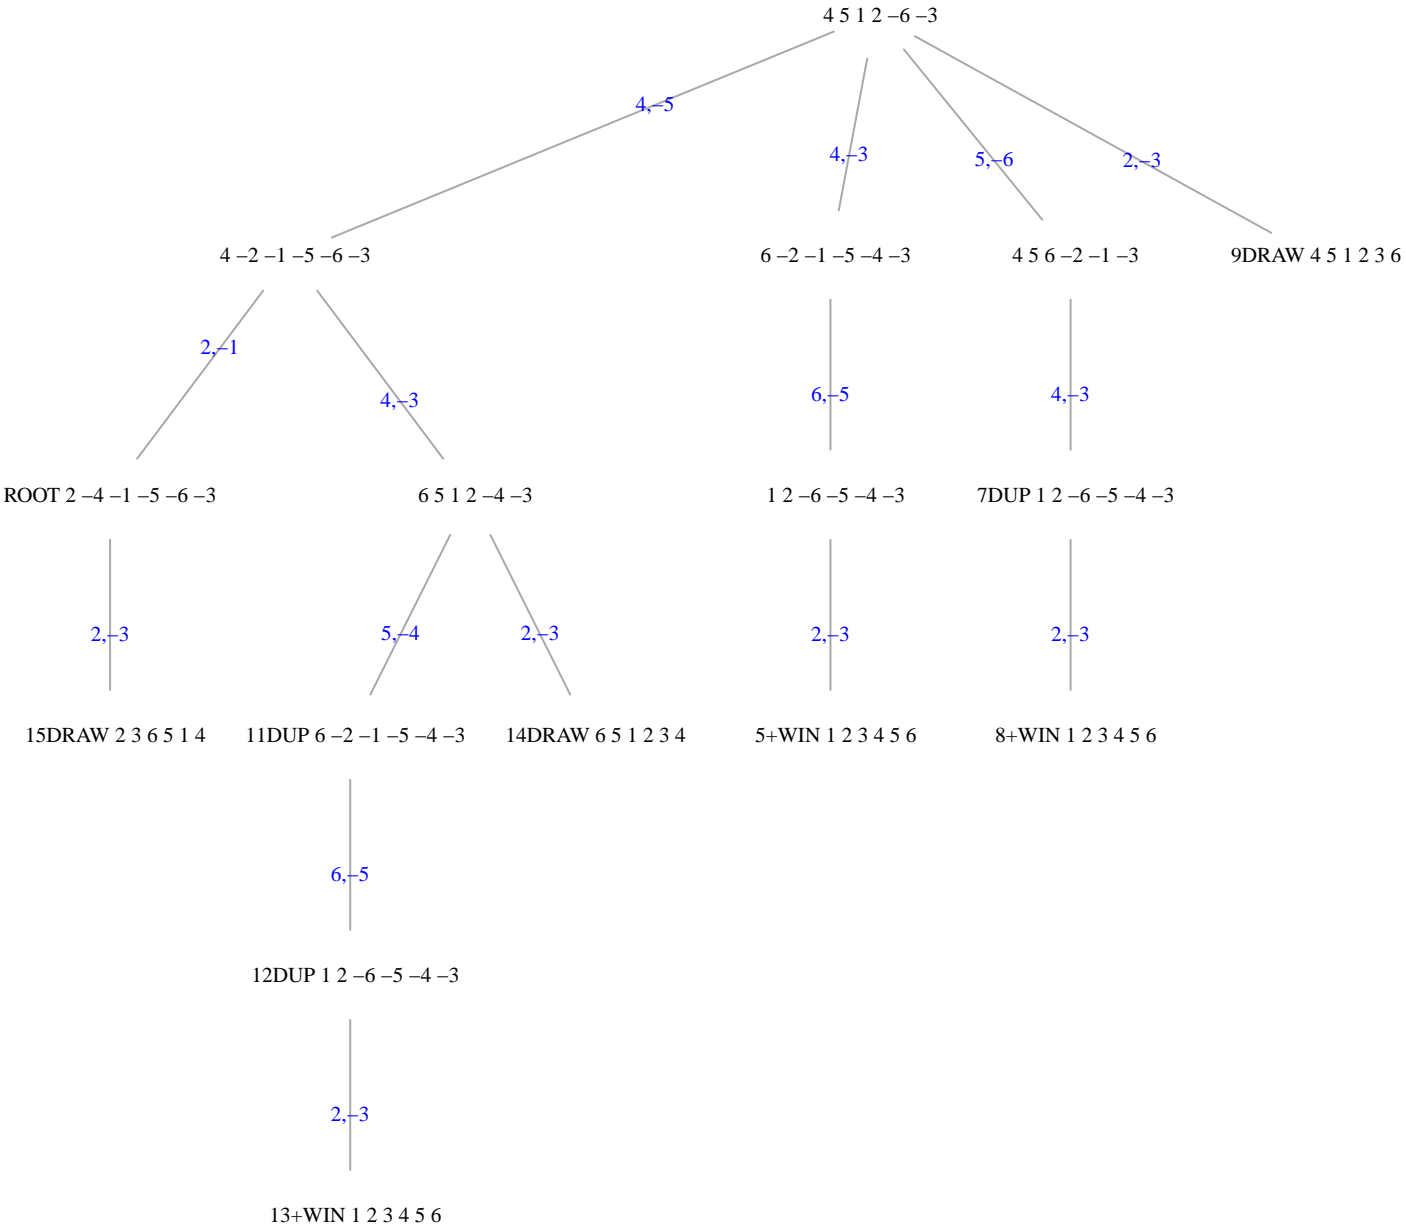 4 5 1 2 –6 –3
4,–5
4,–3
5,–6
2,–3
4 –2 –1 –5 –6 –3
6 –2 –1 –5 –4 –3
4 5 6 –2 –1 –3
9DRAW 4 5 1 2 3 6
2,–1
4,–3
6,–5
4,–3
ROOT 2 –4 –1 –5 –6 –3
6 5 1 2 –4 –3
1 2 –6 –5 –4 –3
7DUP 1 2 –6 –5 –4 –3
2,–3
5,–4
2,–3
2,–3
2,–3
15DRAW 2 3 6 5 1 4
11DUP 6 –2 –1 –5 –4 –3
14DRAW 6 5 1 2 3 4
5+WIN 1 2 3 4 5 6
8+WIN 1 2 3 4 5 6
6,–5
12DUP 1 2 –6 –5 –4 –3
2,–3
13+WIN 1 2 3 4 5 6